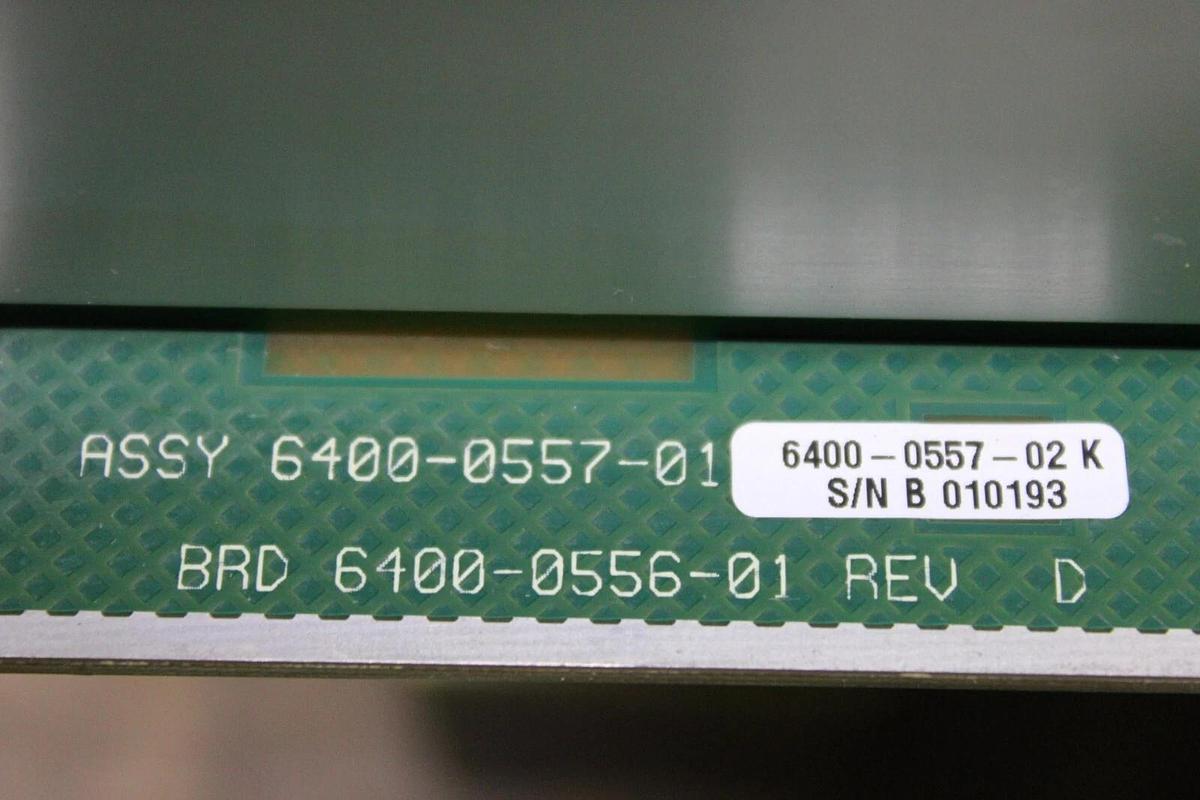 ASSY 6400-0557-01
6400-0557-02 K
S/N B 010193
BRD 6400-0556-01 REV D